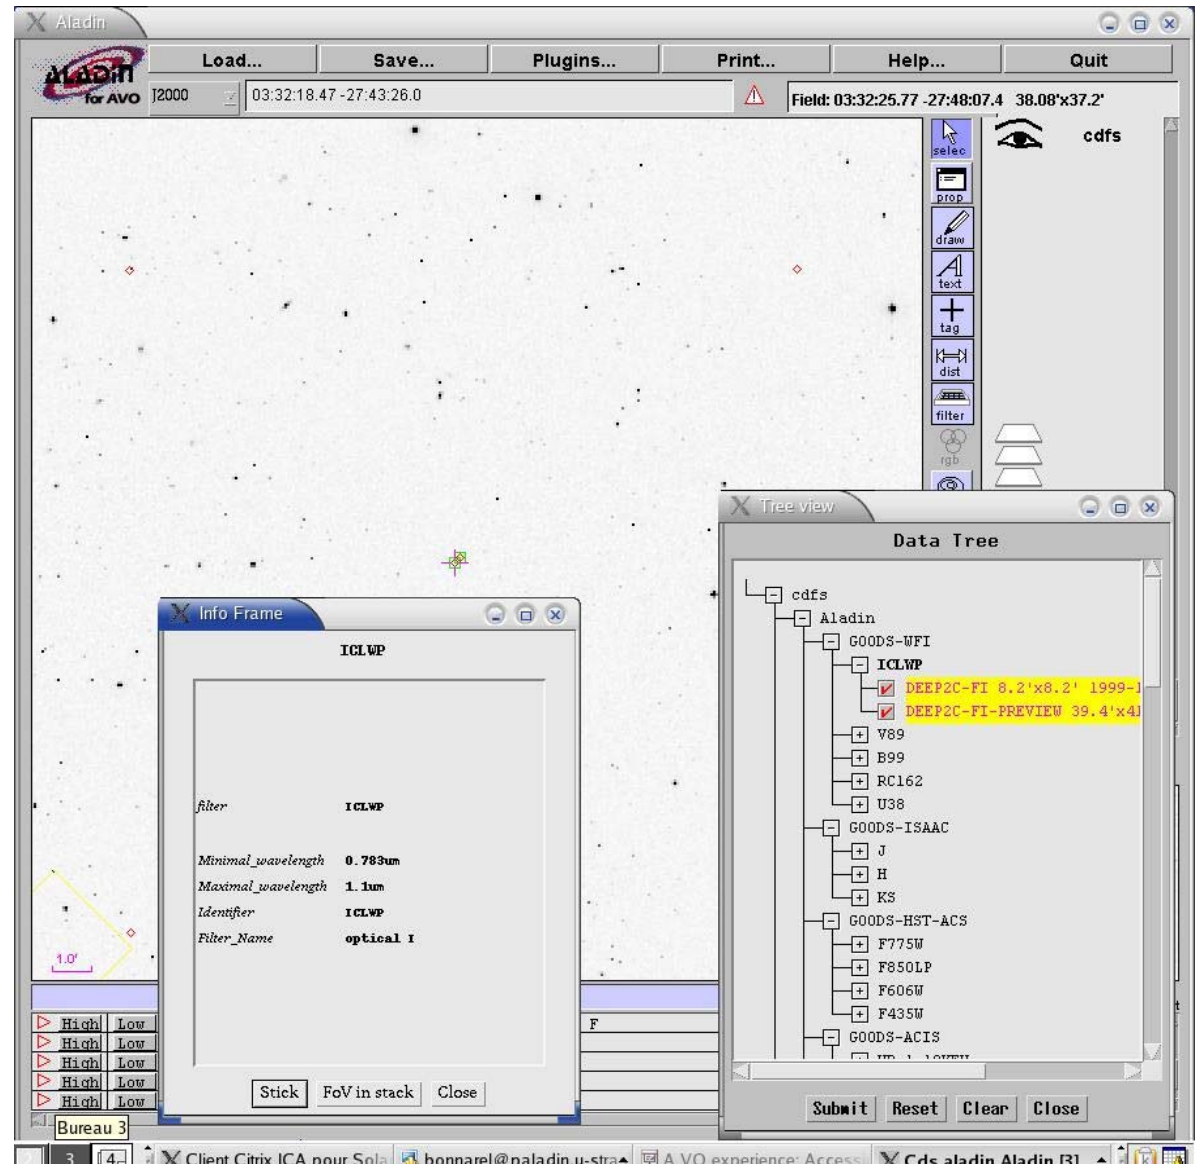 Aladin
ALADIN for AVO
Load... Save... Plugins... Print... Help... Quit
J2000 03:32:18.47 -27:43:26.0
Field: 03:32:25.77 -27:48:07.4 38.08'x37.2'
cdfs
selec
prop
draw
text
tag
dist
filter
rgb
1.0'
Tree view
Data Tree
cdfs
Aladin
GOODS-WFI
ICLWP
DEEP2C-FI 8.2'x8.2' 1999-1
DEEP2C-FI-PREVIEW 39.4'x41
V89
B99
RC162
U38
GOODS-ISAAC
J
H
KS
GOODS-HST-ACS
F775W
F850LP
F606W
F435W
GOODS-ACIS
Submit Reset Clear Close
Info Frame
ICLWP
filter ICLWP
Minimal_wavelength 0.783um
Maximal_wavelength 1.1um
Identifier ICLWP
Filter_Name optical I
Stick FoV in stack Close
High Low F
High Low
High Low
High Low
High Low
Bureau 3
3 4 Client Citrix ICA pour Sola bonnarel@paladin.u-stra A VO experience: Access Cds.aladin.Aladin [3]